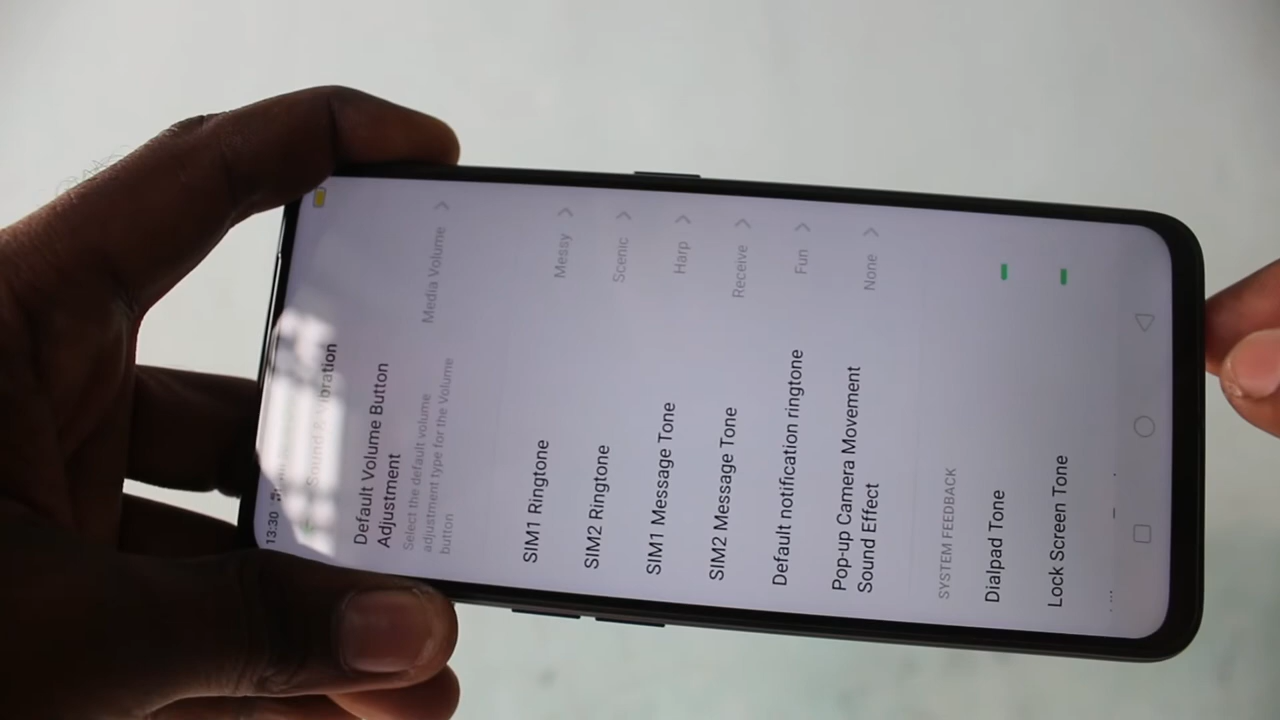 13:30
Sound & Vibration
Default Volume Button
Adjustment
Media Volume
Select the default volume
adjustment type for the Volume
button
SIM1 Ringtone
Messy
SIM2 Ringtone
Scenic
SIM1 Message Tone
Harp
SIM2 Message Tone
Receive
Default notification ringtone
Fun
Pop-up Camera Movement
Sound Effect
None
SYSTEM FEEDBACK
Dialpad Tone
Lock Screen Tone